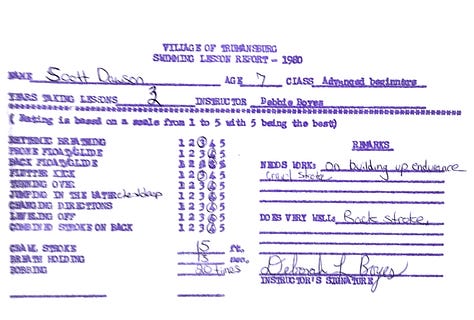 VILLAGE OF TRUMANSBURG
SWIMMING LESSON REPORT - 1980
NAME Scott Dawson AGE 7 CLASS Advanced beginners
YEARS TAKING LESSONS 3 INSTRUCTOR Debbie Boyes
( Rating is based on a scale from 1 to 5 with 5 being the best)
RHYTHMIC BREATHING 1 2 3 4 5 REMARKS
PRONE FLOAT/GLIDE 1 2 3 4 5
BACK FLOAT/GLIDE 1 2 3 4 5 NEEDS WORK: on building up endurance
FLUTTER KICK 1 2 3 4 5 crawl stroke
TURNING OVER 1 2 3 4 5
JUMPING IN THE WATER 1 2 3 4 5
CHANGING DIRECTIONS 1 2 3 4 5
LEVELING OFF 1 2 3 4 5 DOES VERY WELL: Back stroke.
COMBINED STROKE ON BACK 1 2 3 4 5
CRAWL STROKE 15 ft.
BREATH HOLDING 15 sec.
BOBBING 20 times Deborah L Boyes
INSTRUCTOR'S SIGNATURE